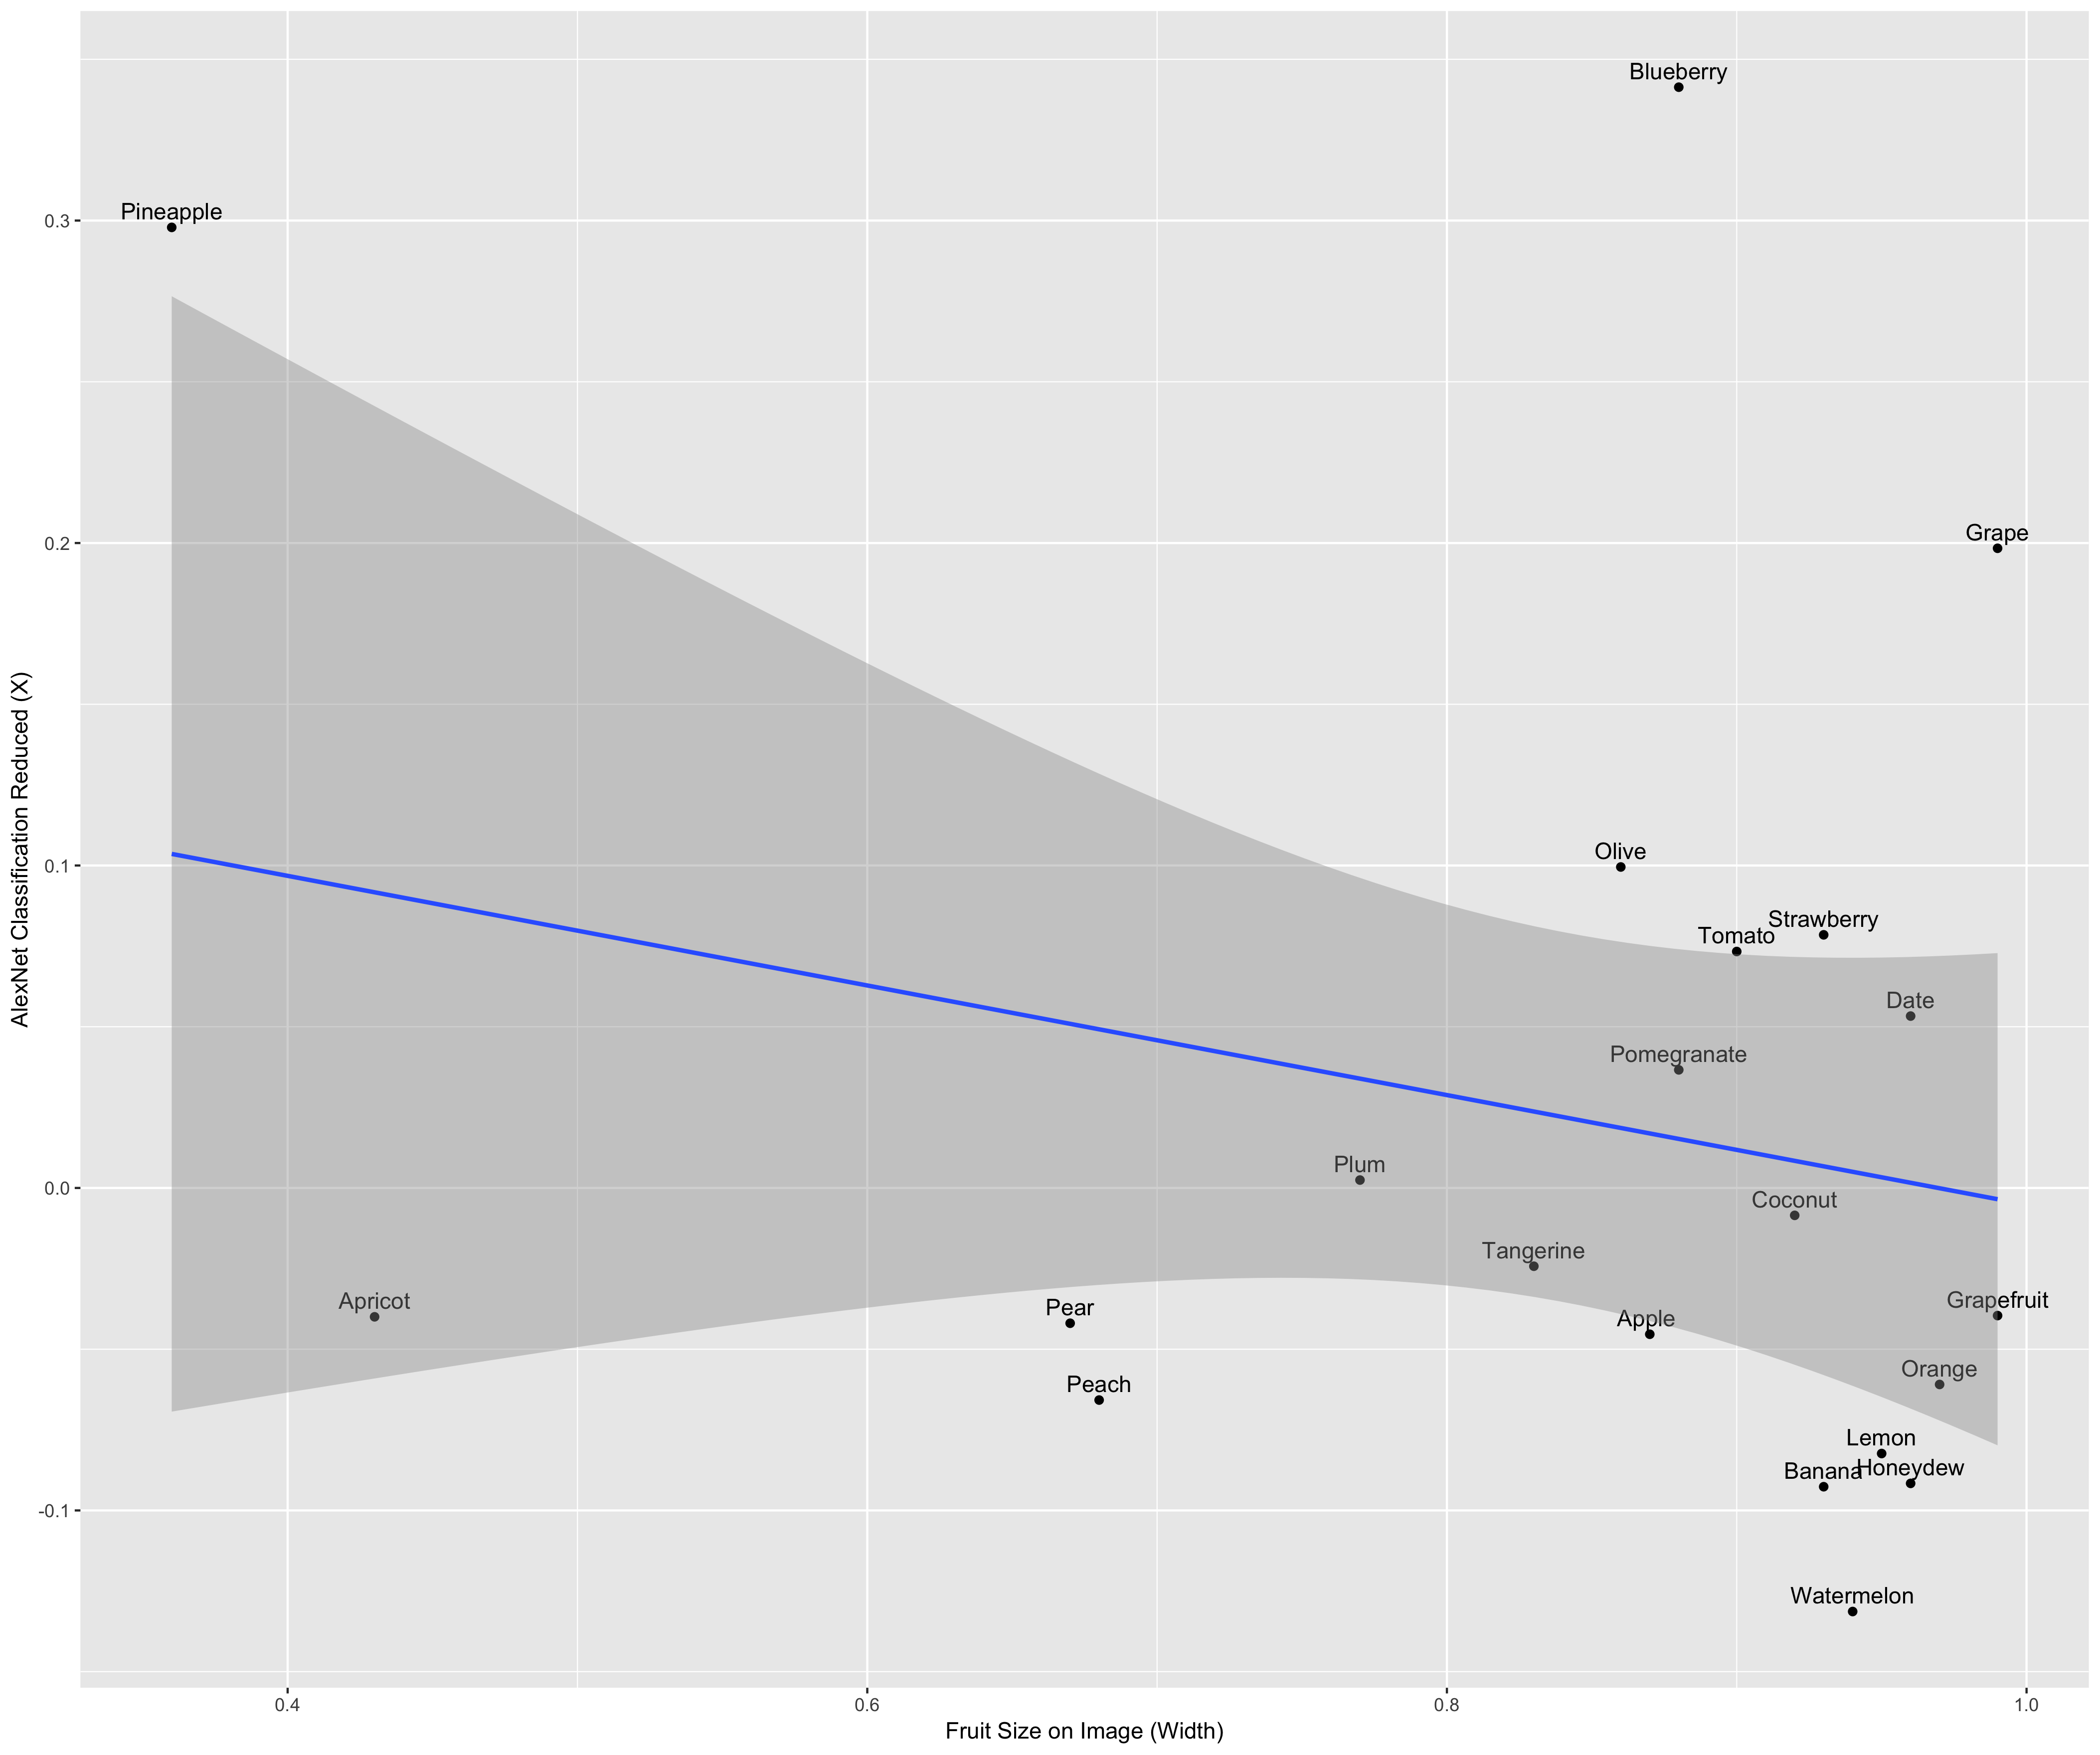 Blueberry
Pineapple
0.3
Grape
0.2
Olive
0.1
Strawberry
Tomato
Date
Pomegranate
Plum
0.0
Coconut
Tangerine
Apricot
Pear
Grapefruit
Apple
Peach
Orange
Lemon
Banana
Honeydew
-0.1
Watermelon
0.4
0.6
0.8
1.0
Fruit Size on Image (Width)
AlexNet Classification Reduced (X)